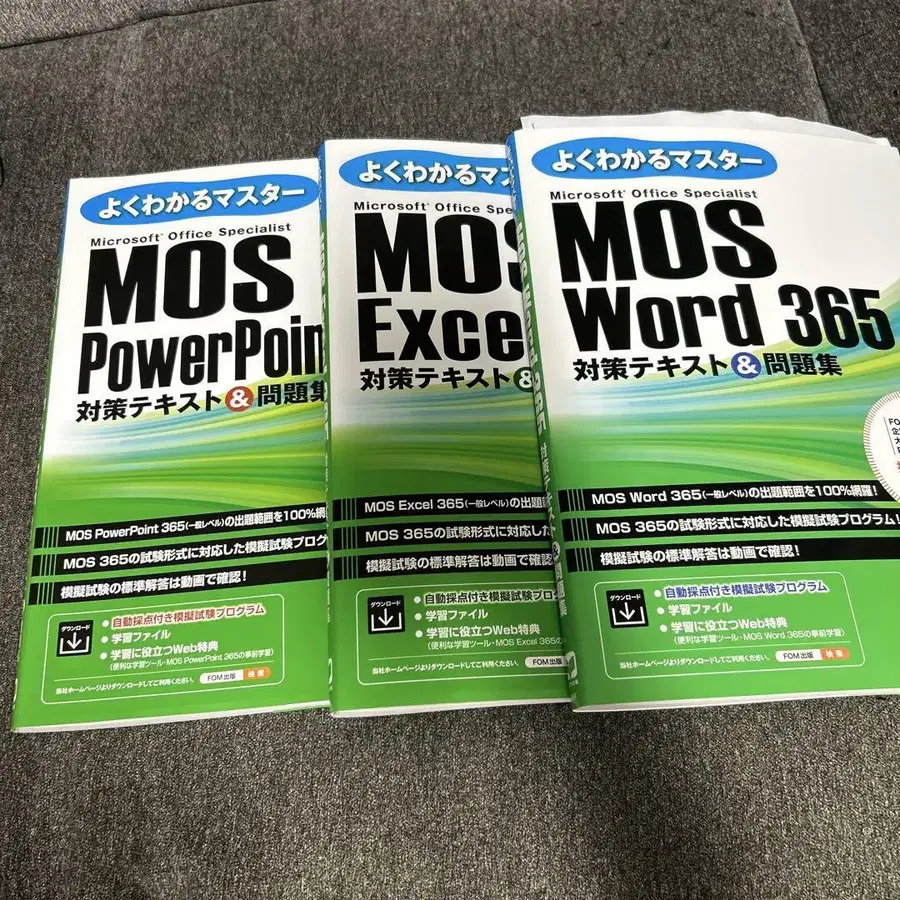 よくわかるマスター
Microsoft® Office Specialist
MOS
PowerPoin
対策テキスト&問題集
MOS PowerPoint 365(一般レベル)の出題範囲を100%網
MOS 365の試験形式に対応した模擬試験プログ
模擬試験の標準解答は動画で確認!
ダウンロード
●自動採点付き模擬試験プログラム
●学習ファイル
●学習に役立つWeb特典
(便利な学習ツール・MOS PowerPoint 365の事前学習)
当社ホームページよりダウンロードしてご利用ください。
FOM出版 検索
よくわかるマス
Microsoft® Office Spe
MOS
Excel
対策テキスト&
MOS Excel 365(一般レベル)の出題範
MOS 365の試験形式に対応した
模擬試験の標準解答は動画で確認
ダウンロード
●自動採点付き模擬試験プログ
●学習ファイル
●学習に役立つWeb特典
(便利な学習ツール・MOS Excel 365の
当社ホームページよりダウンロードしてご利用ください。
FOM
よくわかるマスター
Microsoft® Office Specialist
MOS
Word 365
対策テキスト&問題集
MOS Word 365(一般レベル)の出題範囲を100%網羅!
MOS 365の試験形式に対応した模擬試験プログラム!
模擬試験の標準解答は動画で確認!
ダウンロード
●自動採点付き模擬試験プログラム
●学習ファイル
●学習に役立つWeb特典
(便利な学習ツール・MOS Word 365の事前学習)
当社ホームページよりダウンロードしてご利用ください。
FOM出版 検索